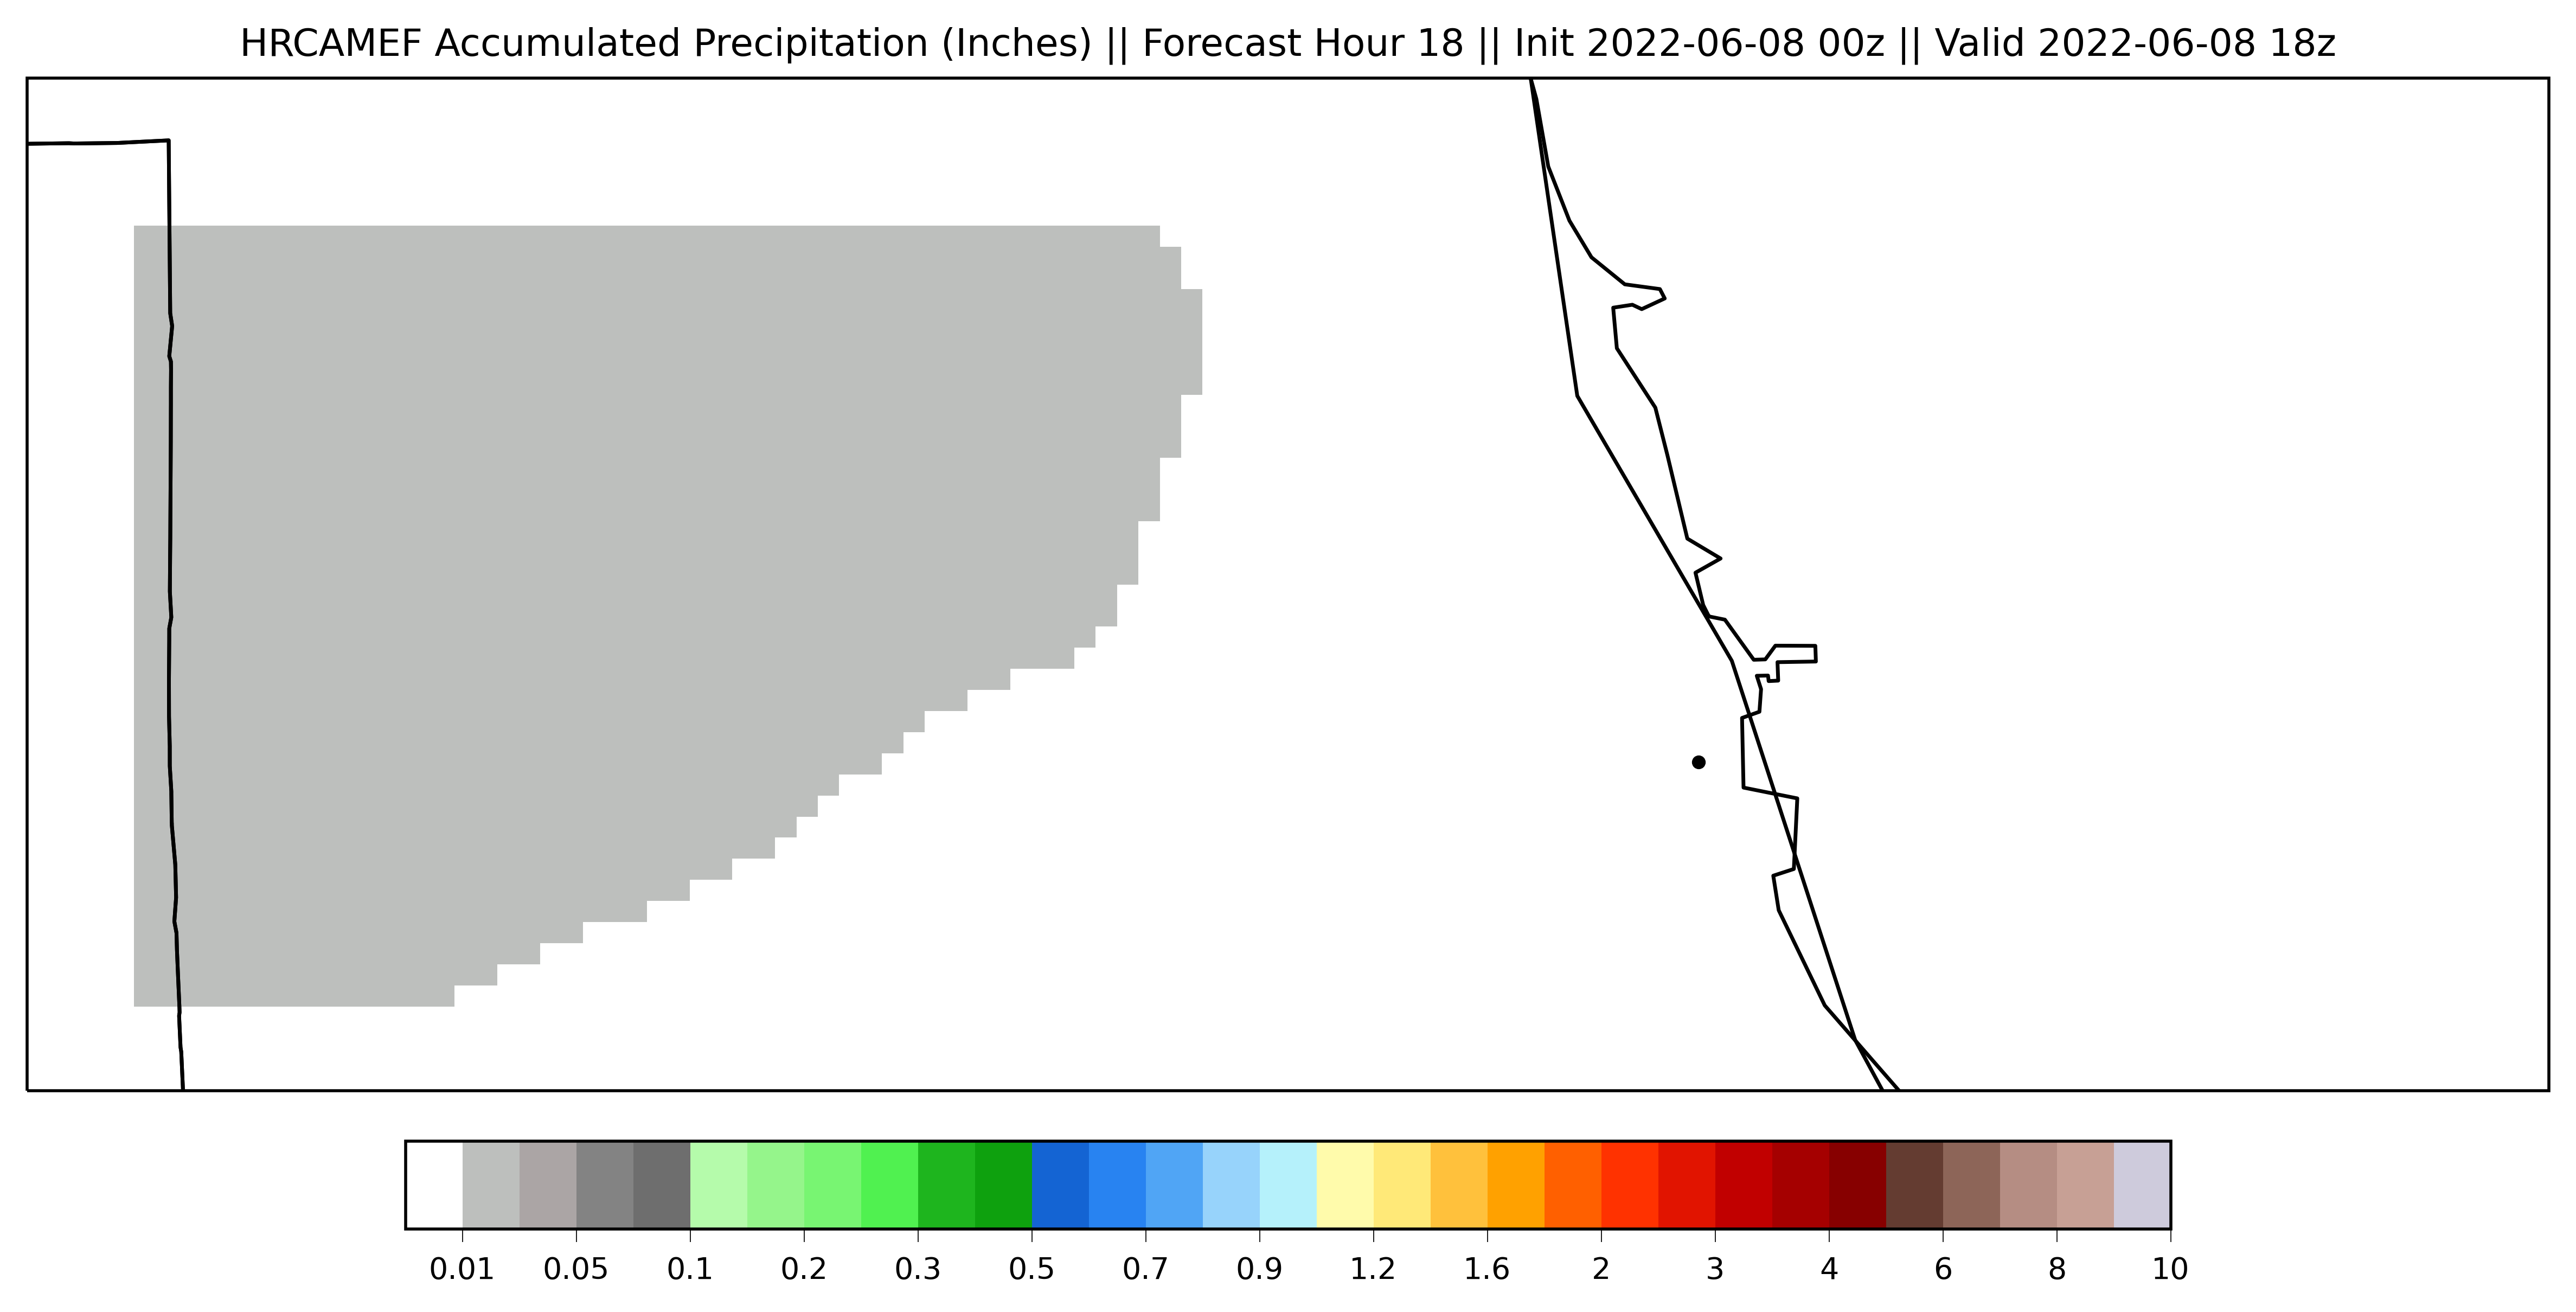 HRCAMEF Accumulated Precipitation (Inches) || Forecast Hour 18 || Init 2022-06-08 00z || Valid 2022-06-08 18z
0.01 0.05 0.1 0.2 0.3 0.5 0.7 0.9 1.2 1.6 2 3 4 6 8 10